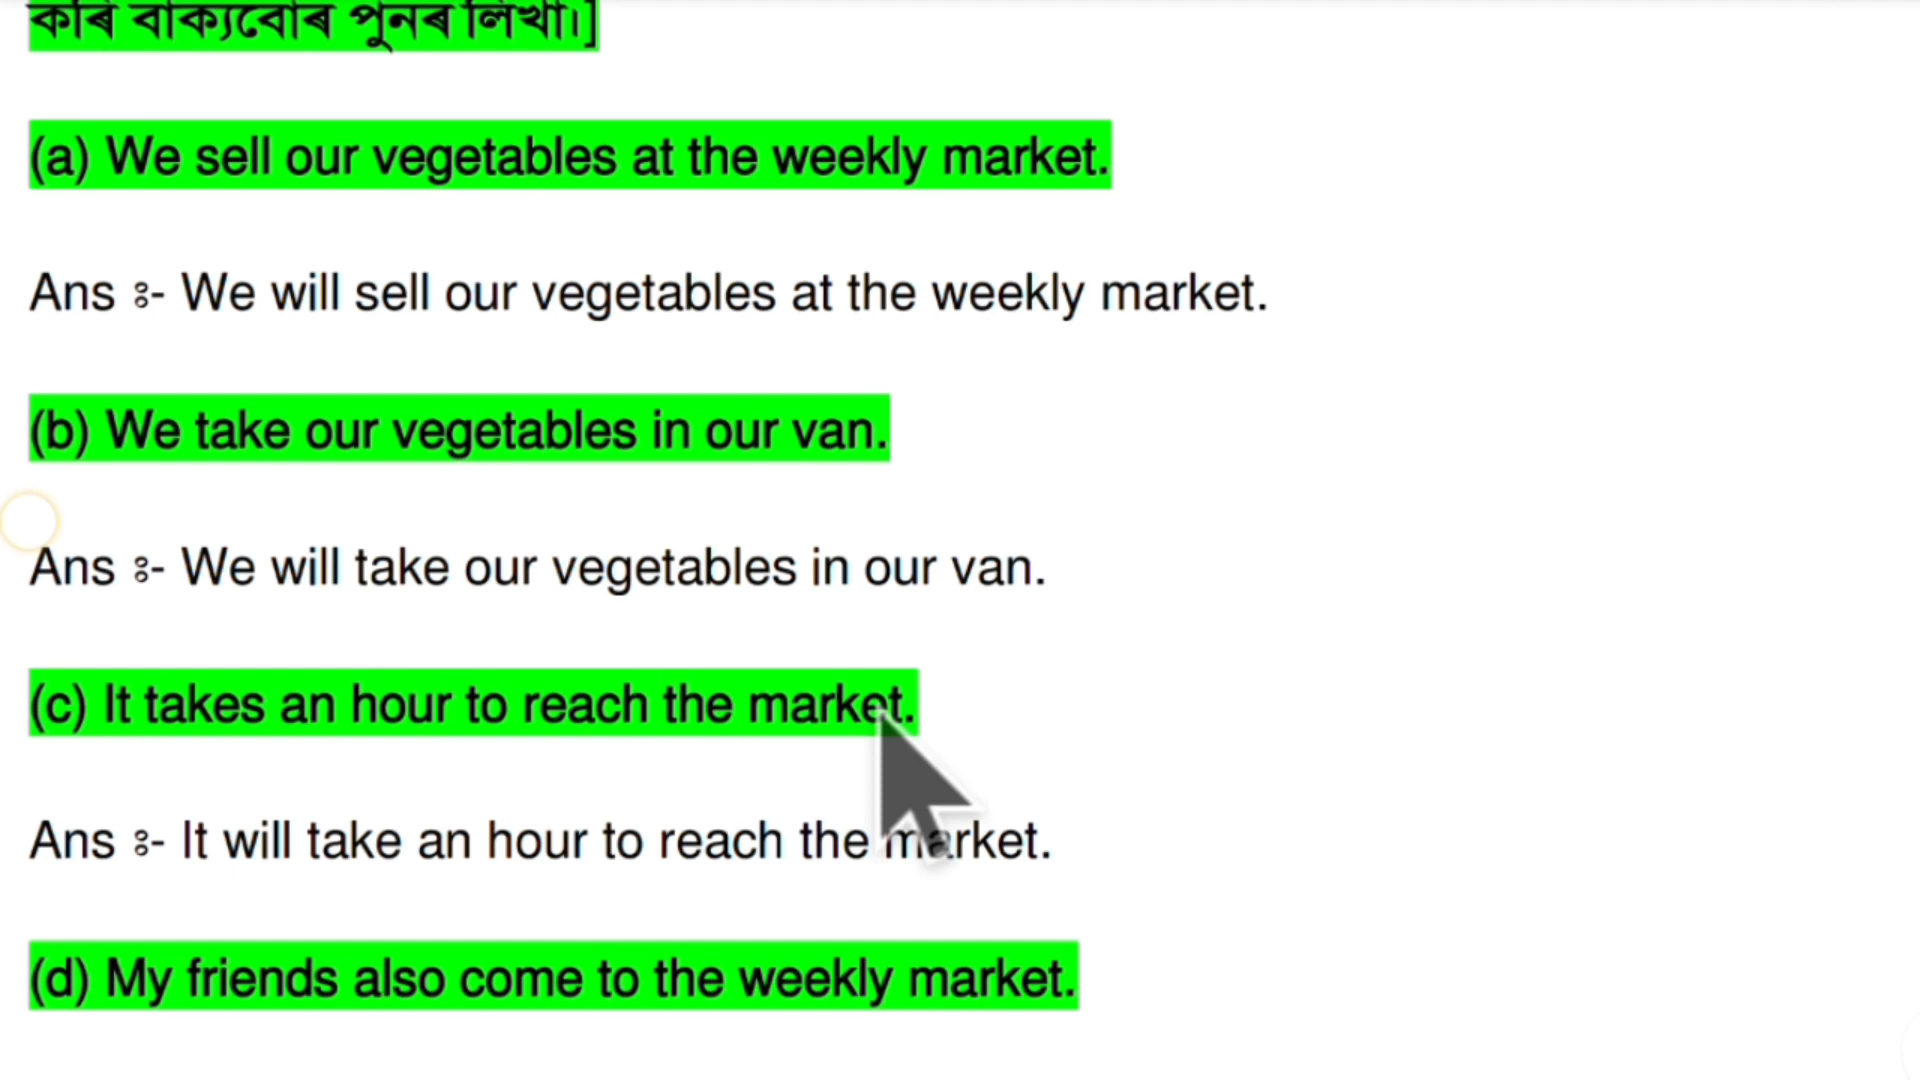 কৰি বাক্যবোৰ পুনৰ লিখা।]
(a) We sell our vegetables at the weekly market.
Ans ঃ- We will sell our vegetables at the weekly market.
(b) We take our vegetables in our van.
Ans ঃ- We will take our vegetables in our van.
(c) It takes an hour to reach the market.
Ans ঃ- It will take an hour to reach the market.
(d) My friends also come to the weekly market.